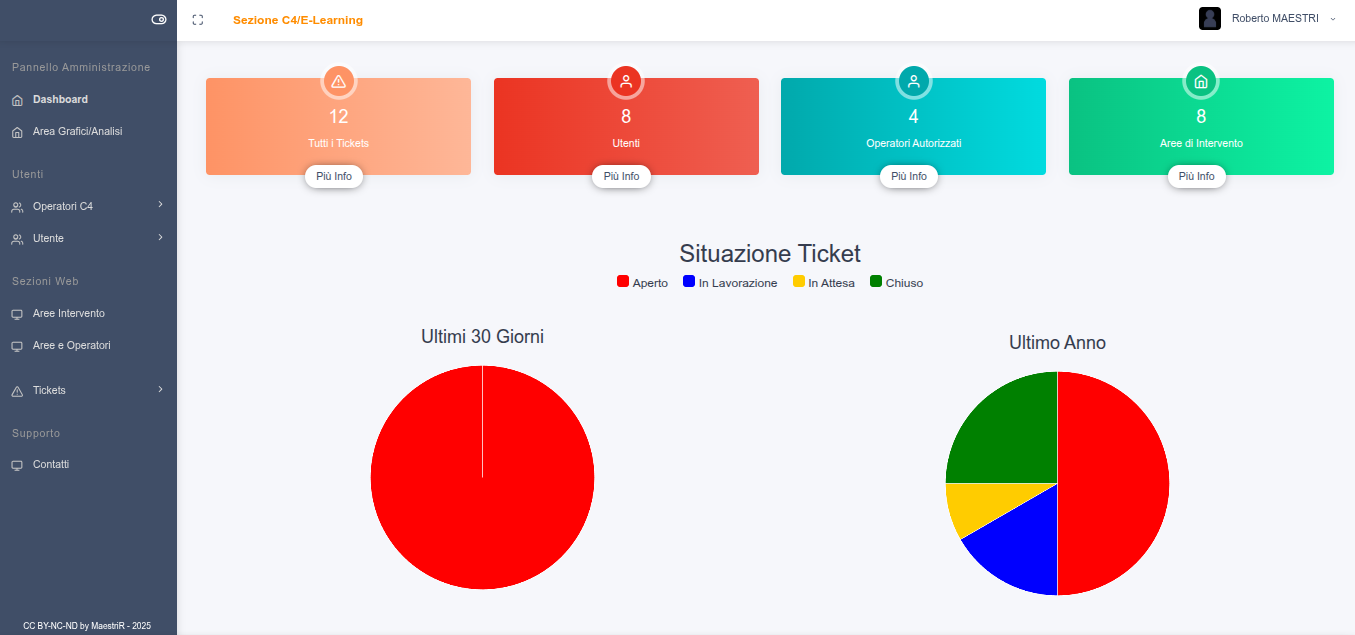 Sezione C4/E-Learning
Roberto MAESTRI
Pannello Amministrazione
Dashboard
Area Grafici/Analisi
Utenti
Operatori C4
Utente
Sezioni Web
Aree Intervento
Aree e Operatori
Tickets
Supporto
Contatti
CC BY-NC-ND by MaestriR - 2025
12
Tutti i Tickets
Più Info
8
Utenti
Più Info
4
Operatori Autorizzati
Più Info
8
Aree di Intervento
Più Info
Situazione Ticket
Aperto In Lavorazione In Attesa Chiuso
Ultimi 30 Giorni
Ultimo Anno